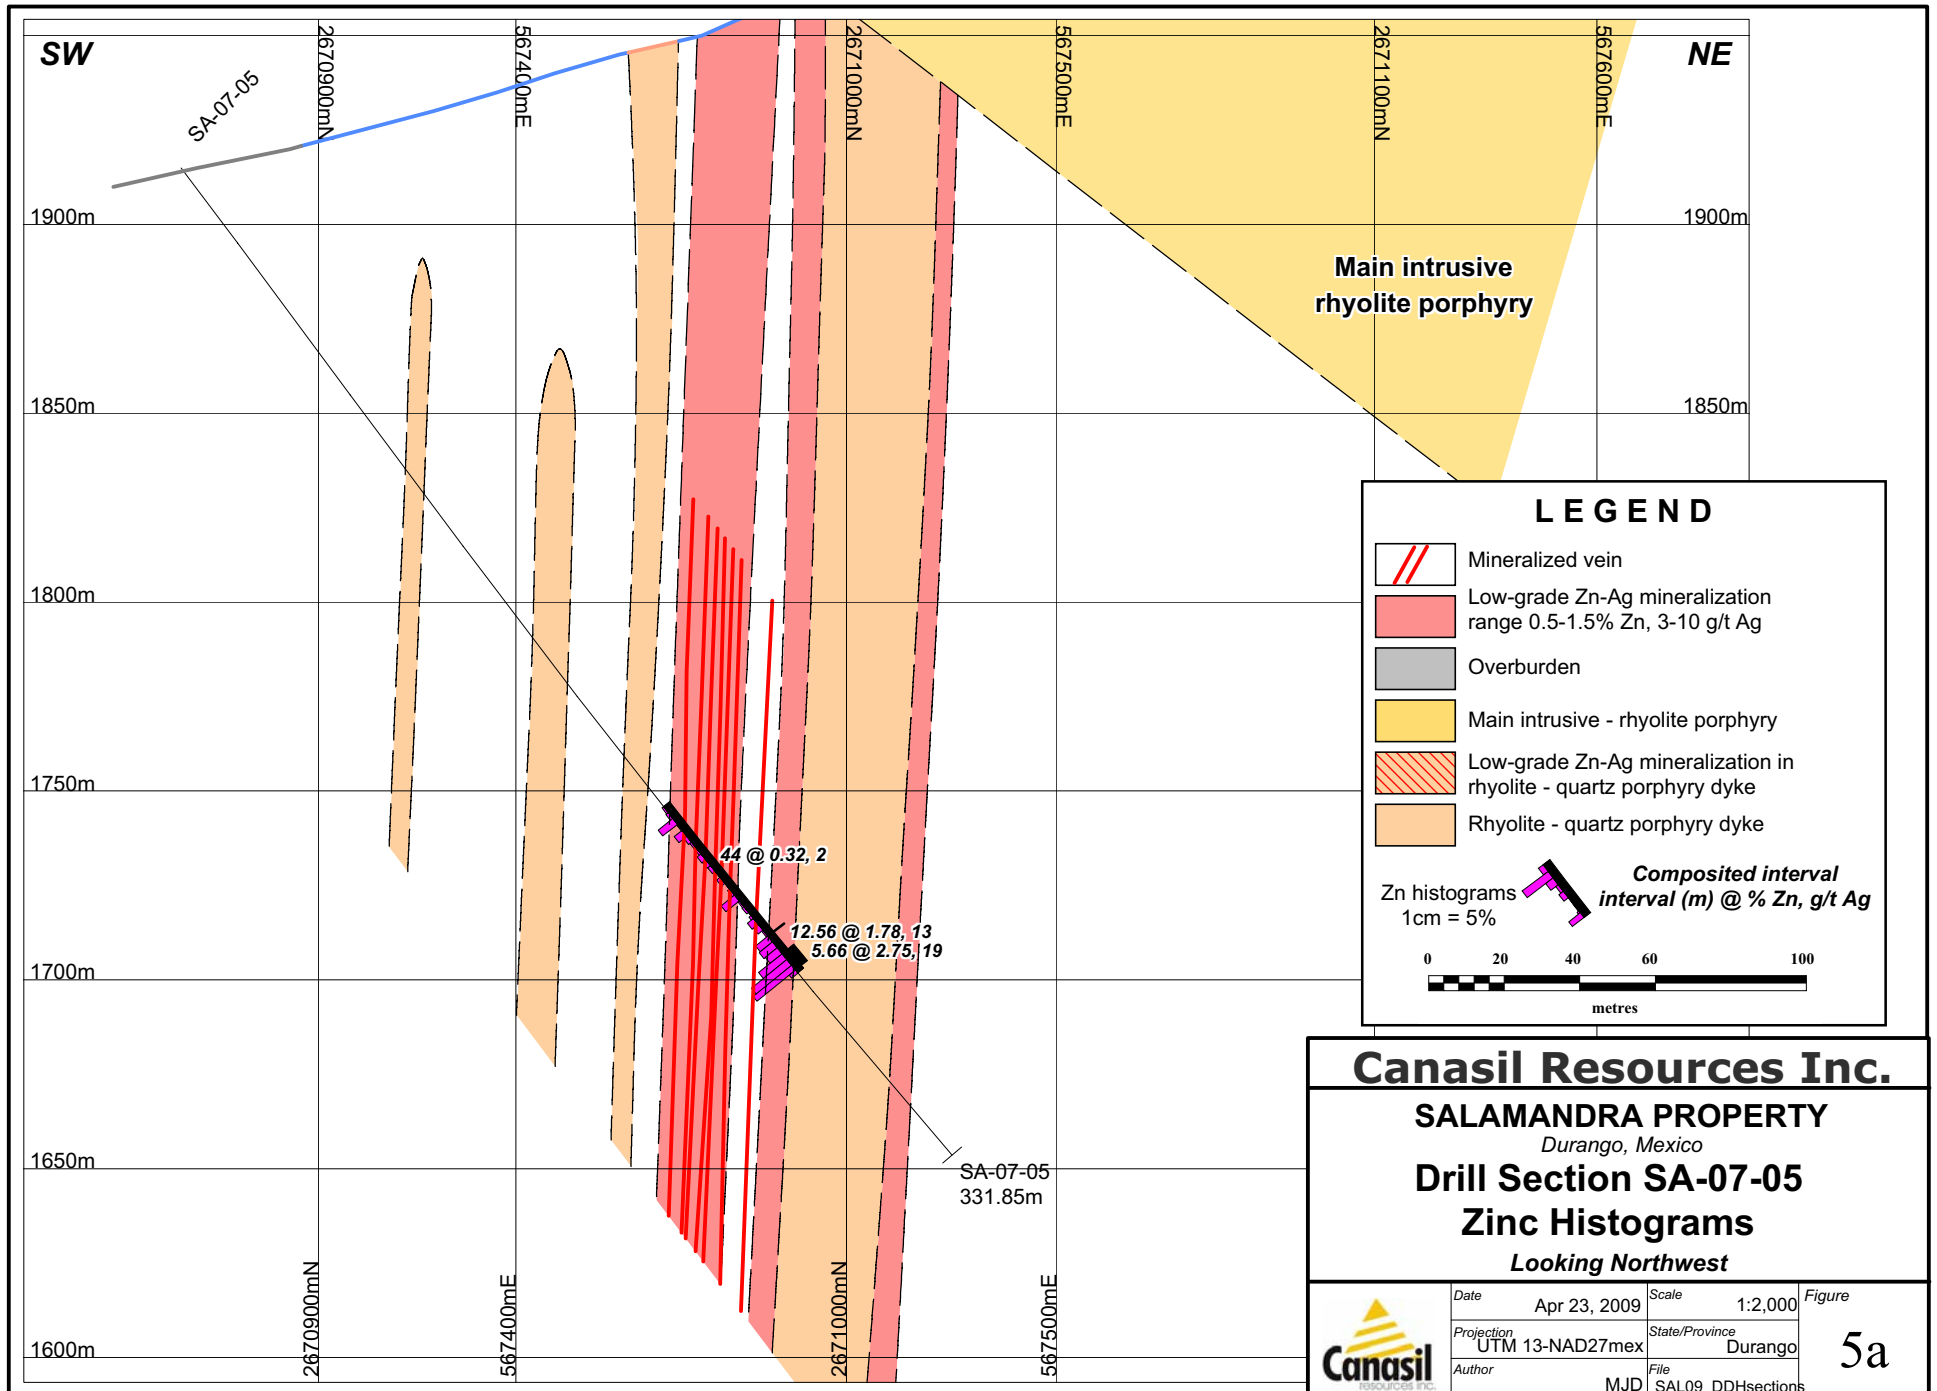 SW
NE
SA-07-05
2670900mN
567400mE
2671000mN
567500mE
2671100mN
567600mE
1900m
1900m
Main intrusive
rhyolite porphyry
1850m
1850m
1800m
1750m
1700m
1650m
1600m
44 @ 0.32, 2
12.56 @ 1.78, 13
5.66 @ 2.75, 19
SA-07-05
331.85m
2670900mN
567400mE
2671000mN
567500mE
LEGEND
Mineralized vein
Low-grade Zn-Ag mineralization
range 0.5-1.5% Zn, 3-10 g/t Ag
Overburden
Main intrusive - rhyolite porphyry
Low-grade Zn-Ag mineralization in
rhyolite - quartz porphyry dyke
Rhyolite - quartz porphyry dyke
Zn histograms
1cm = 5%
Composited interval
interval (m) @ % Zn, g/t Ag
0 20 40 60 100
metres
Canasil Resources Inc.
SALAMANDRA PROPERTY
Durango, Mexico
Drill Section SA-07-05
Zinc Histograms
Looking Northwest
Canasil
resources inc.
Date Apr 23, 2009
Scale 1:2,000
Figure
5a
Projection UTM 13-NAD27mex
State/Province Durango
Author MJD
File SAL09_DDHsections